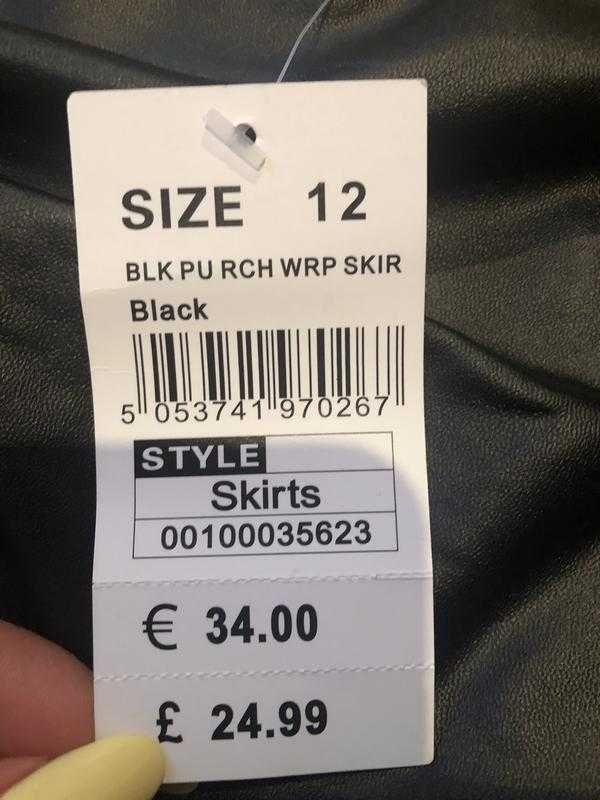 SIZE 12
BLK PU RCH WRP SKIR
Black
5 053741 970267
STYLE
Skirts
00100035623
€ 34.00
£ 24.99